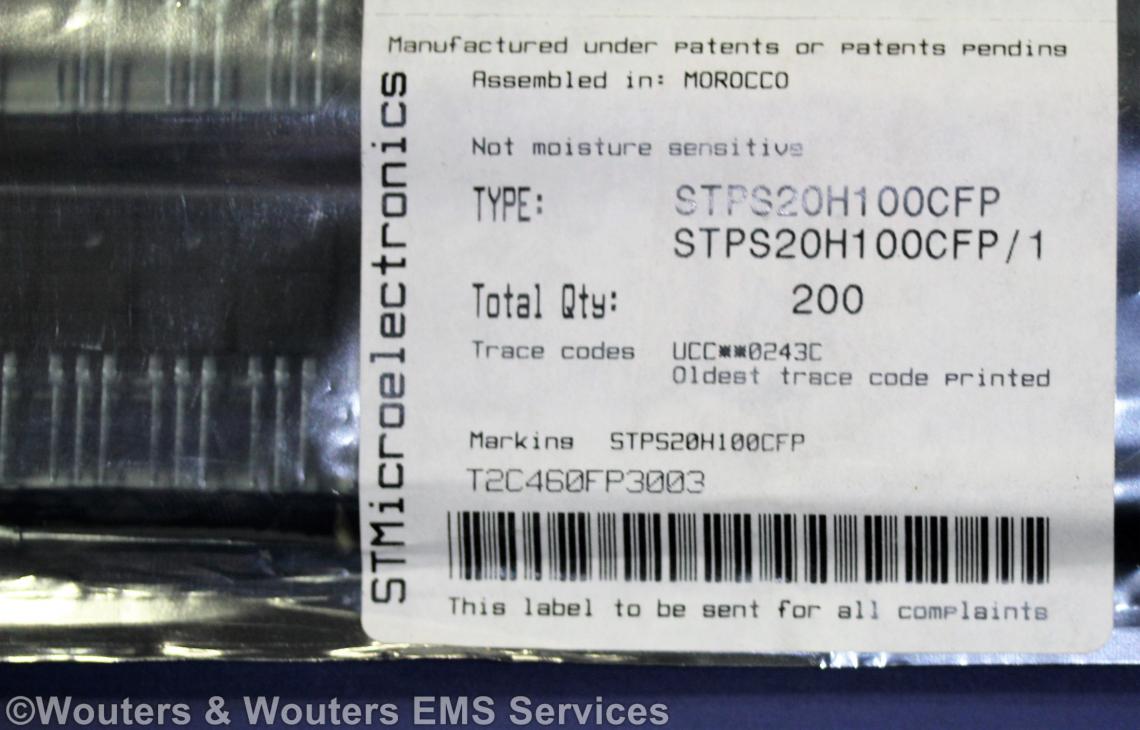 Manufactured under patents or patents pending
Assembled in: MOROCCO
STMicroelectronics
Not moisture sensitive
TYPE: STPS20H100CFP
STPS20H100CFP/1
Total Qty: 200
Trace codes UCC**0243C
Oldest trace code printed
Marking STPS20H100CFP
T2C460FP3003
This label to be sent for all complaints
©Wouters & Wouters EMS Services